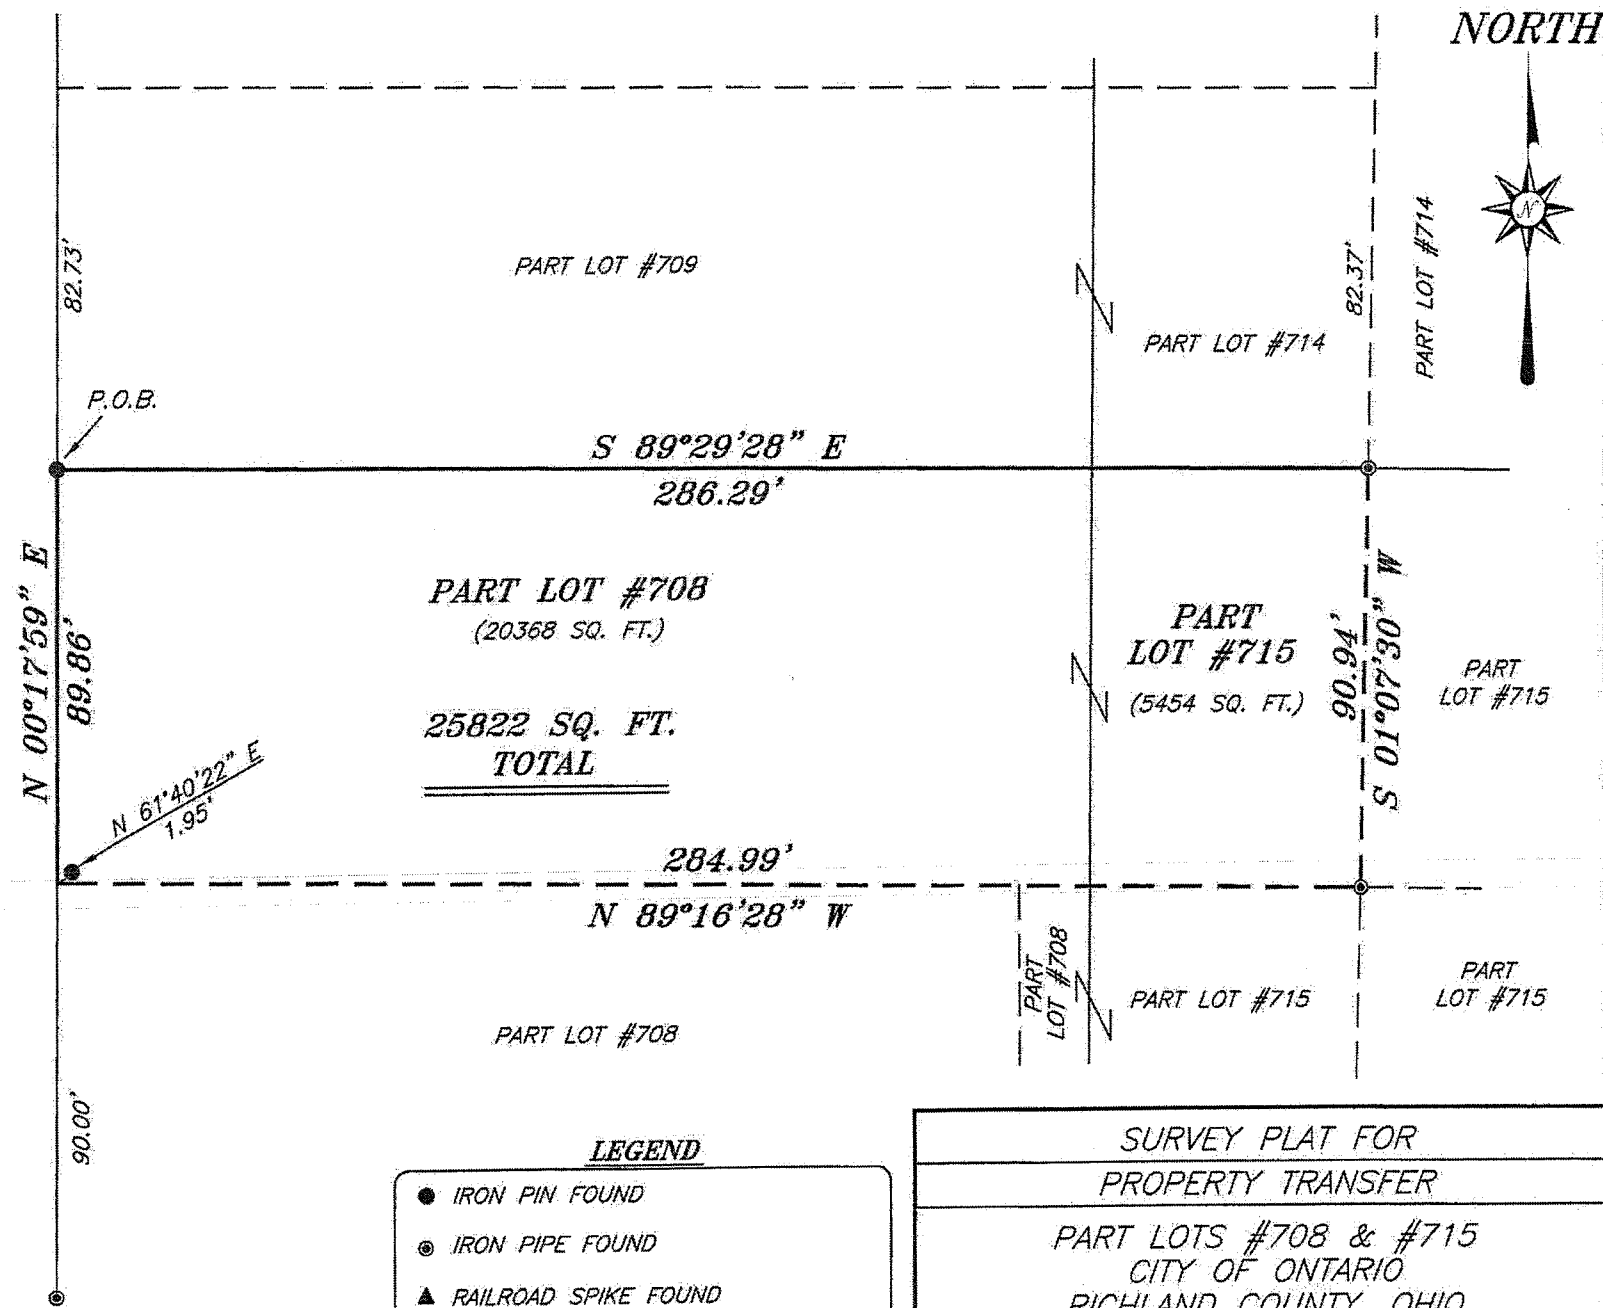 NORTH
N
82.73'
PART LOT #709
82.37'
PART LOT #714
PART LOT #714
P.O.B.
S 89°29'28" E
286.29'
N 00°17'59" E
89.86'
PART LOT #708
(20368 SQ. FT.)
25822 SQ. FT.
TOTAL
PART
LOT #715
(5454 SQ. FT.)
90.94'
S 01°07'30" W
PART
LOT #715
N 61°40'22" E
1.95'
284.99'
N 89°16'28" W
PART
LOT #708
PART LOT #715
PART
LOT #715
PART LOT #708
90.00'
LEGEND
IRON PIN FOUND
IRON PIPE FOUND
RAILROAD SPIKE FOUND
SURVEY PLAT FOR
PROPERTY TRANSFER
PART LOTS #708 & #715
CITY OF ONTARIO
RICHLAND COUNTY, OHIO